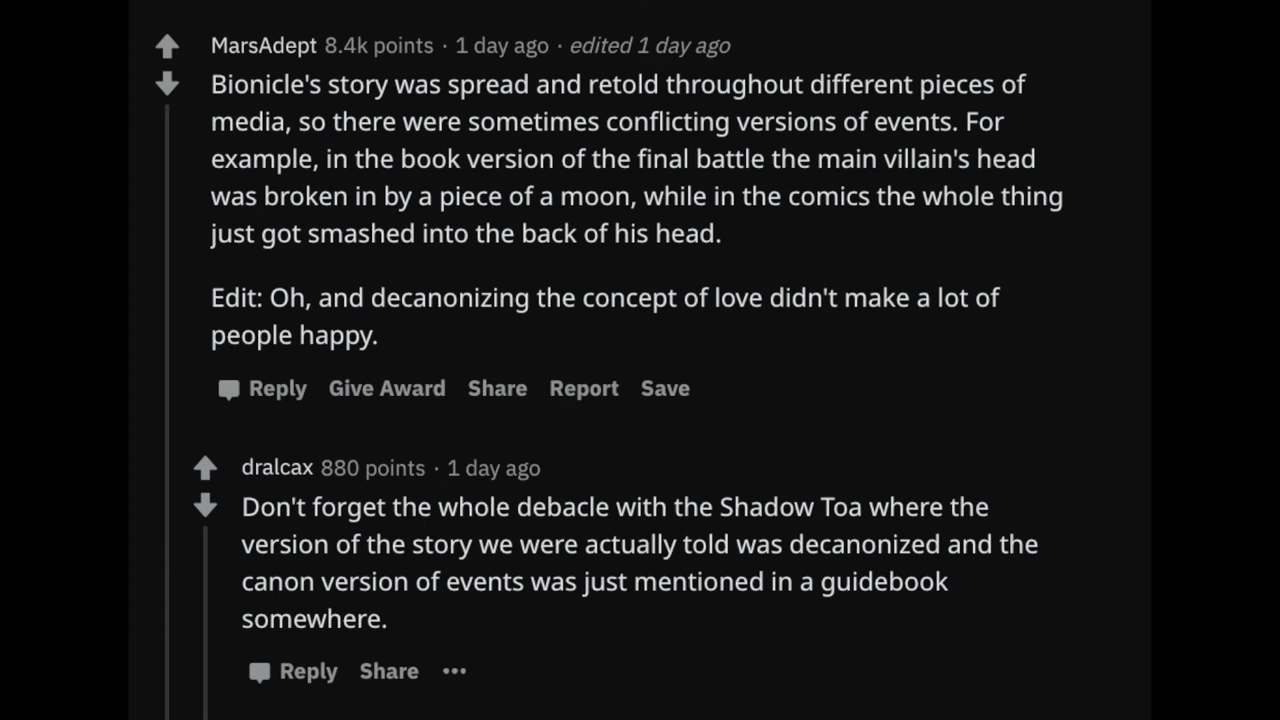 MarsAdept 8.4k points · 1 day ago · edited 1 day ago
Bionicle's story was spread and retold throughout different pieces of
media, so there were sometimes conflicting versions of events. For
example, in the book version of the final battle the main villain's head
was broken in by a piece of a moon, while in the comics the whole thing
just got smashed into the back of his head.
Edit: Oh, and decanonizing the concept of love didn't make a lot of
people happy.
Reply Give Award Share Report Save
dralcax 880 points · 1 day ago
Don't forget the whole debacle with the Shadow Toa where the
version of the story we were actually told was decanonized and the
canon version of events was just mentioned in a guidebook
somewhere.
Reply Share •••